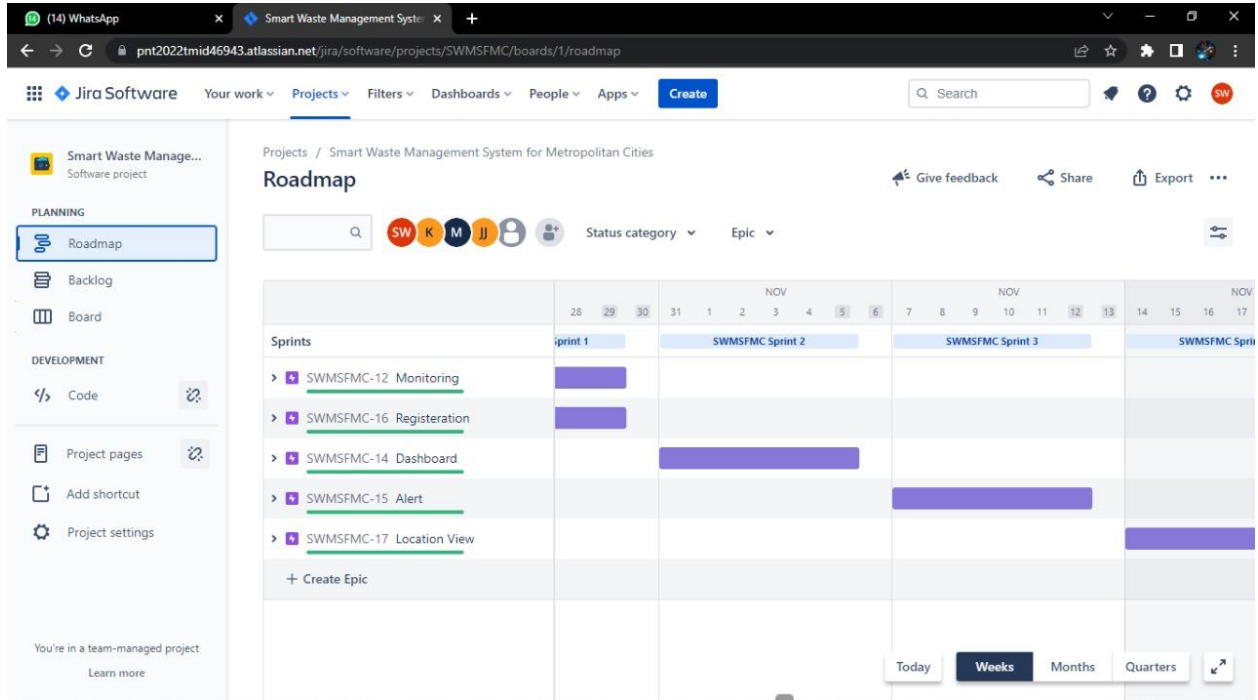 (14) WhatsApp
Smart Waste Management Syste
pnt2022tmid46943.atlassian.net/jira/software/projects/SWMSFMC/boards/1/roadmap
Jira Software Your work Projects Filters Dashboards People Apps Create Search SW
Smart Waste Manage...
Software project
PLANNING
Roadmap
Backlog
Board
DEVELOPMENT
Code
Project pages
Add shortcut
Project settings
You're in a team-managed project
Learn more
Projects / Smart Waste Management System for Metropolitan Cities
Roadmap
Give feedback Share Export
SW K M JJ Status category Epic
NOV NOV NOV
28 29 30 31 1 2 3 4 5 6 7 8 9 10 11 12 13 14 15 16 17
Sprints Sprint 1 SWMSFMC Sprint 2 SWMSFMC Sprint 3 SWMSFMC Sprin
SWMSFMC-12 Monitoring
SWMSFMC-16 Registeration
SWMSFMC-14 Dashboard
SWMSFMC-15 Alert
SWMSFMC-17 Location View
+ Create Epic
Today Weeks Months Quarters